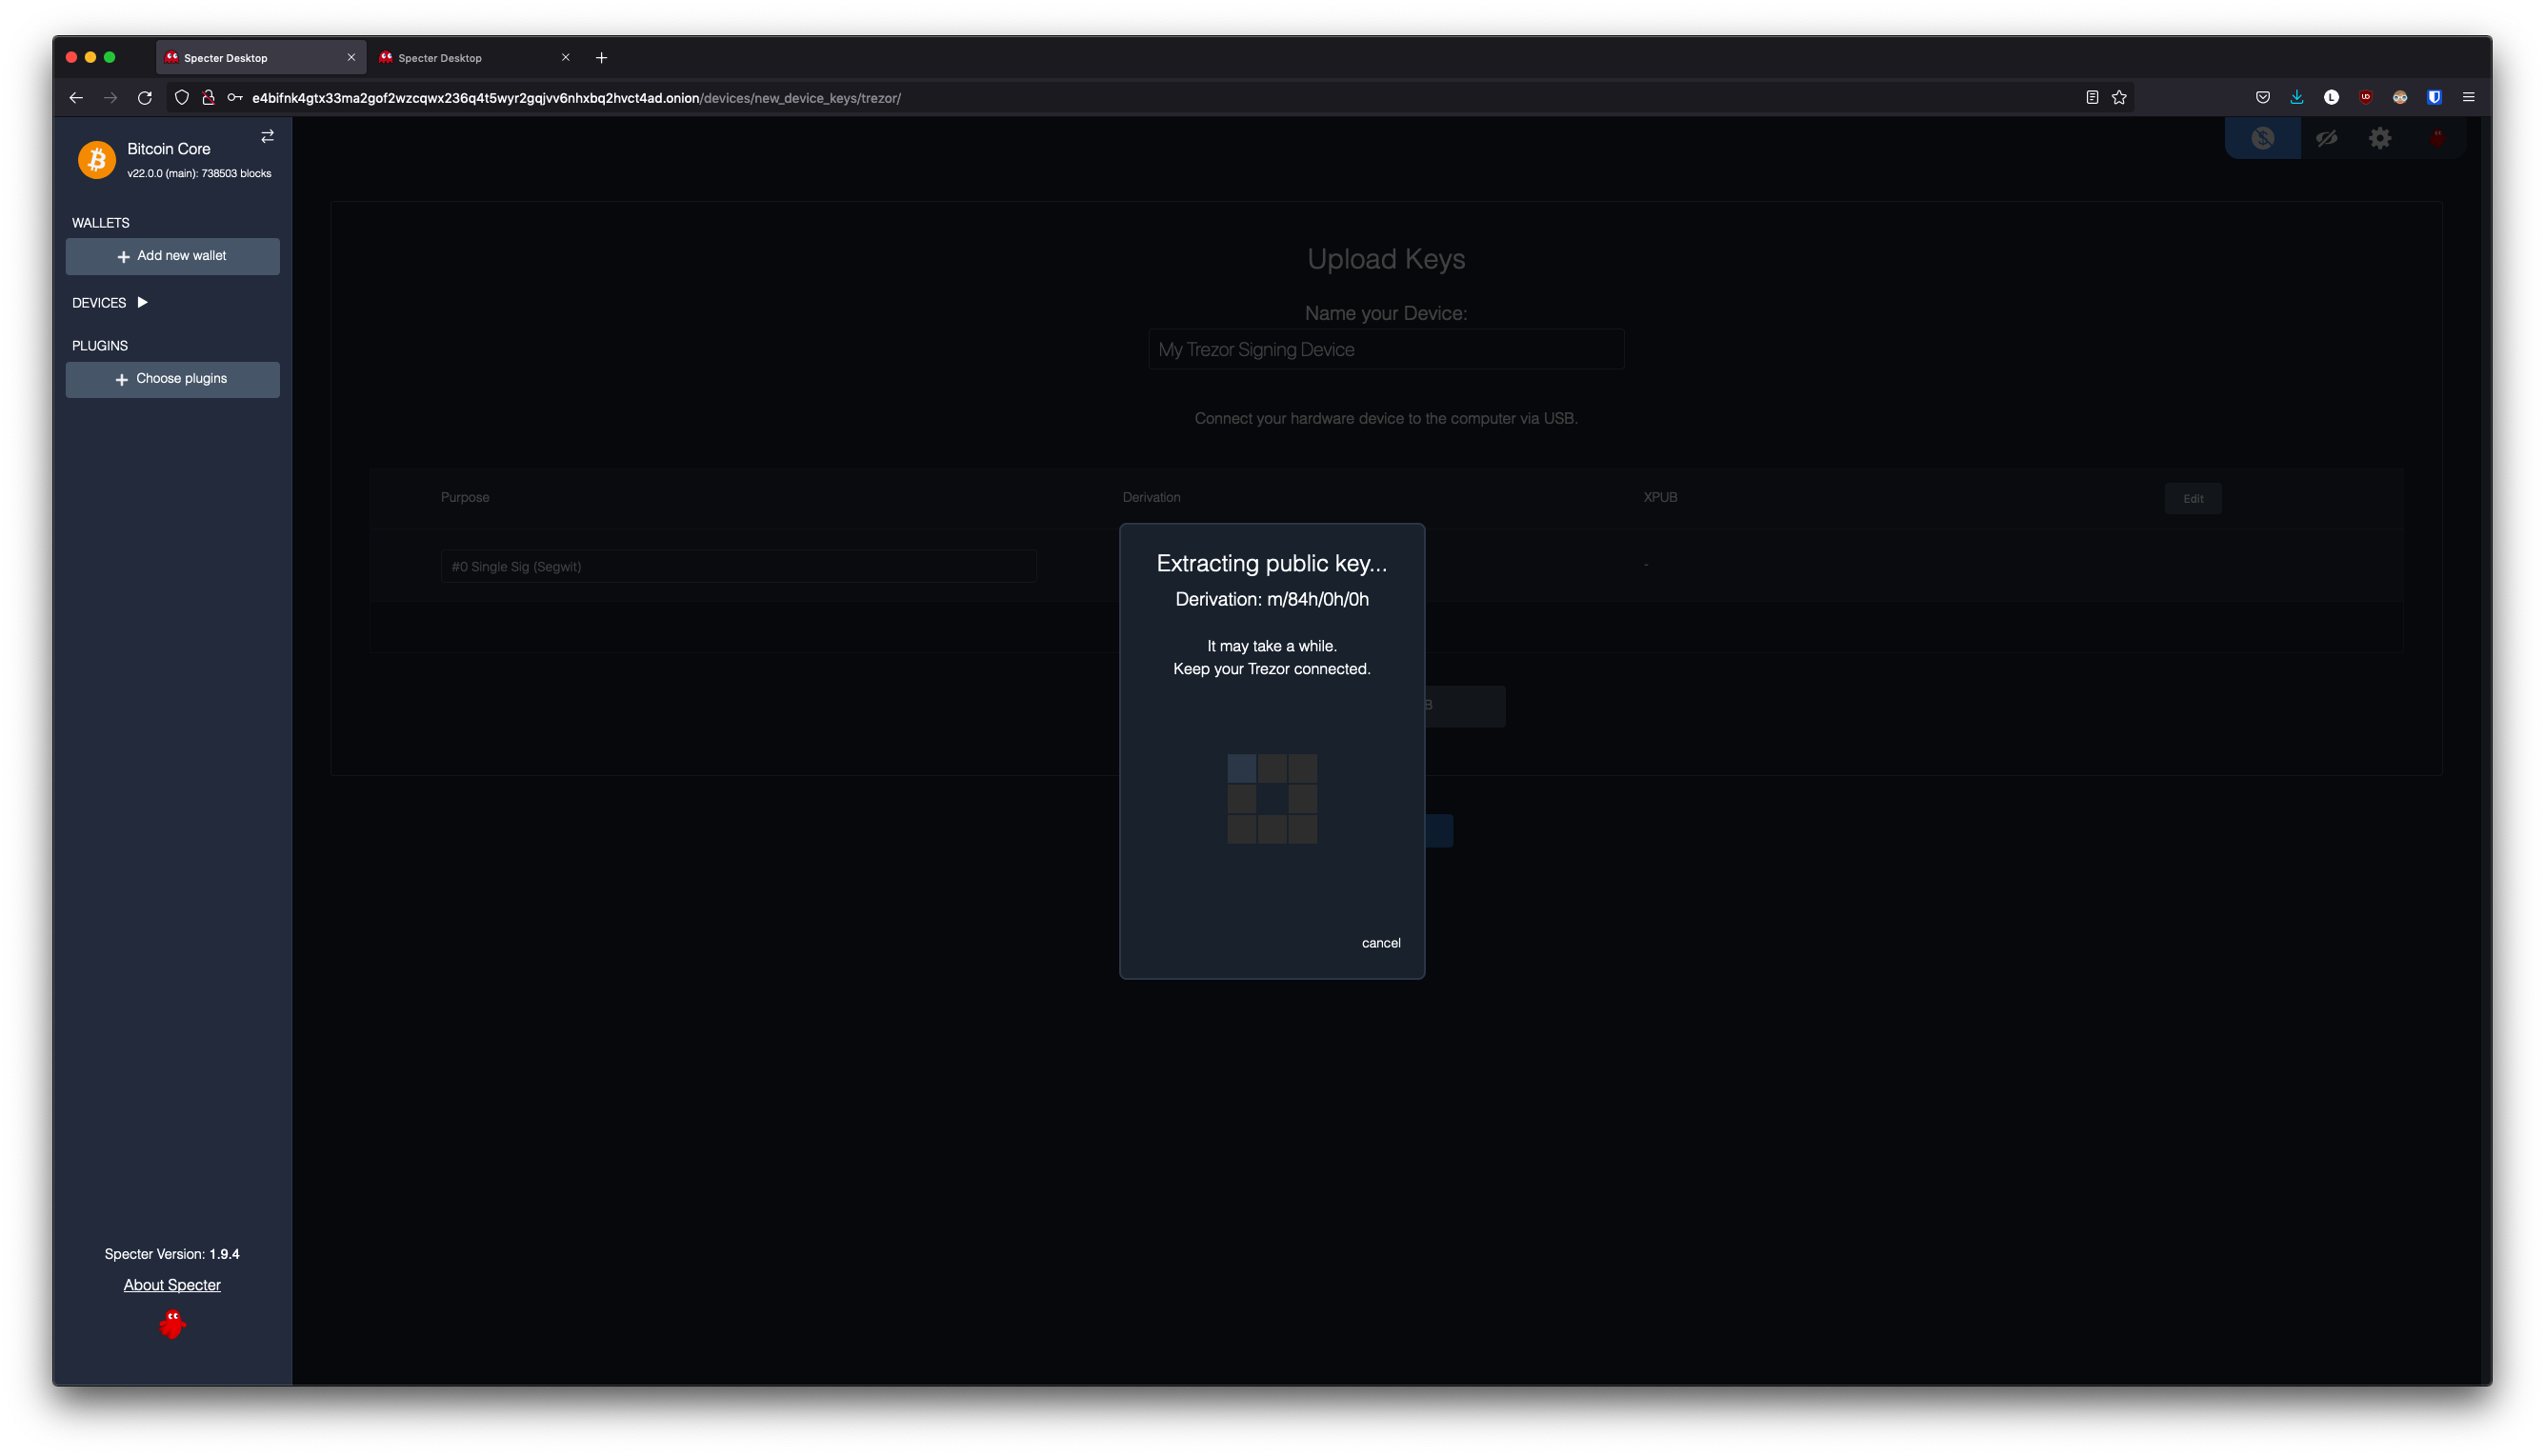 Specter Desktop
Specter Desktop
e4bifnk4gtx33ma2gof2wzcqwx236q4t5wyr2gqjvv6nhxbq2hvct4ad.onion/devices/new_device_keys/trezor/
Bitcoin Core
v22.0.0 (main): 738503 blocks
WALLETS
+ Add new wallet
DEVICES
PLUGINS
+ Choose plugins
Upload Keys
Name your Device:
My Trezor Signing Device
Connect your hardware device to the computer via USB.
Purpose Derivation XPUB Edit
#0 Single Sig (Segwit) -
Extracting public key...
Derivation: m/84h/0h/0h
It may take a while.
Keep your Trezor connected.
cancel
Specter Version: 1.9.4
About Specter